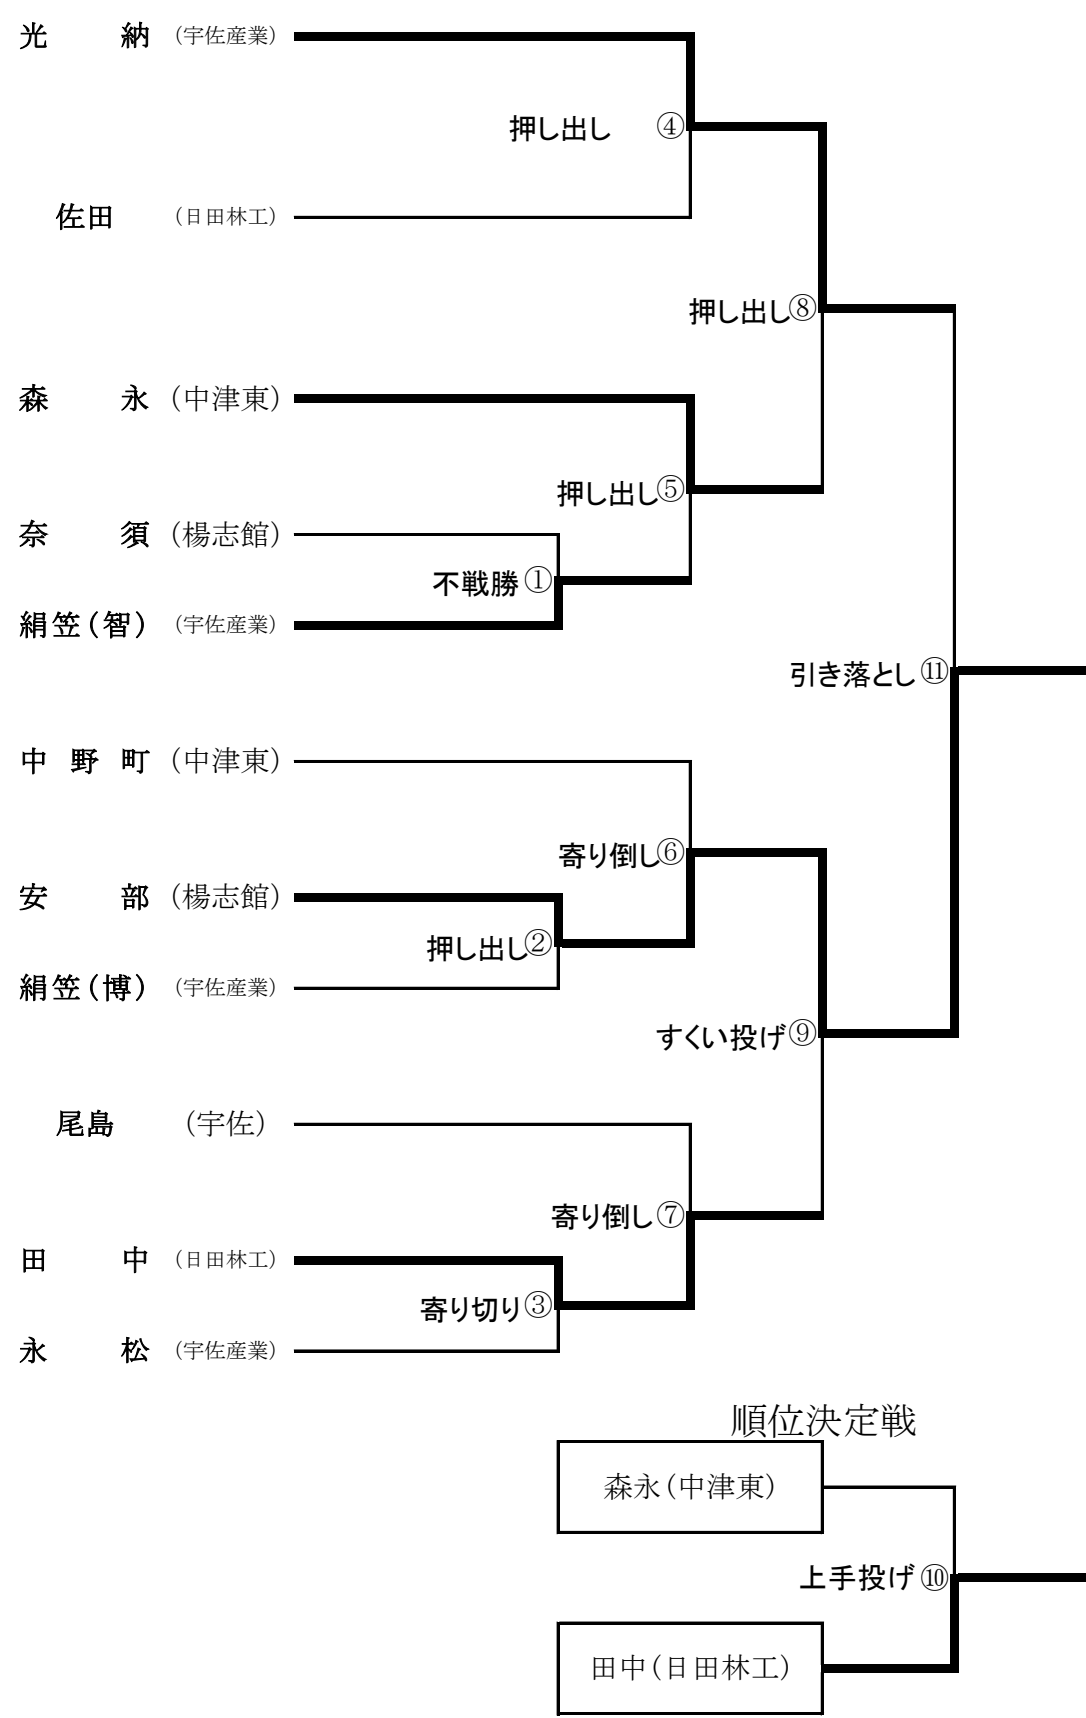 光　納 （宇佐産業）
押し出し ④
佐田 （日田林工）
押し出し⑧
森　永 （中津東）
押し出し⑤
奈　須 （楊志館）
不戦勝①
絹笠（智） （宇佐産業）
引き落とし⑪
中野町 （中津東）
寄り倒し⑥
安　部 （楊志館）
押し出し②
絹笠（博） （宇佐産業）
すくい投げ⑨
尾島 （宇佐）
寄り倒し⑦
田　中 （日田林工）
寄り切り③
永　松 （宇佐産業）
順位決定戦
森永（中津東）
上手投げ⑩
田中（日田林工）